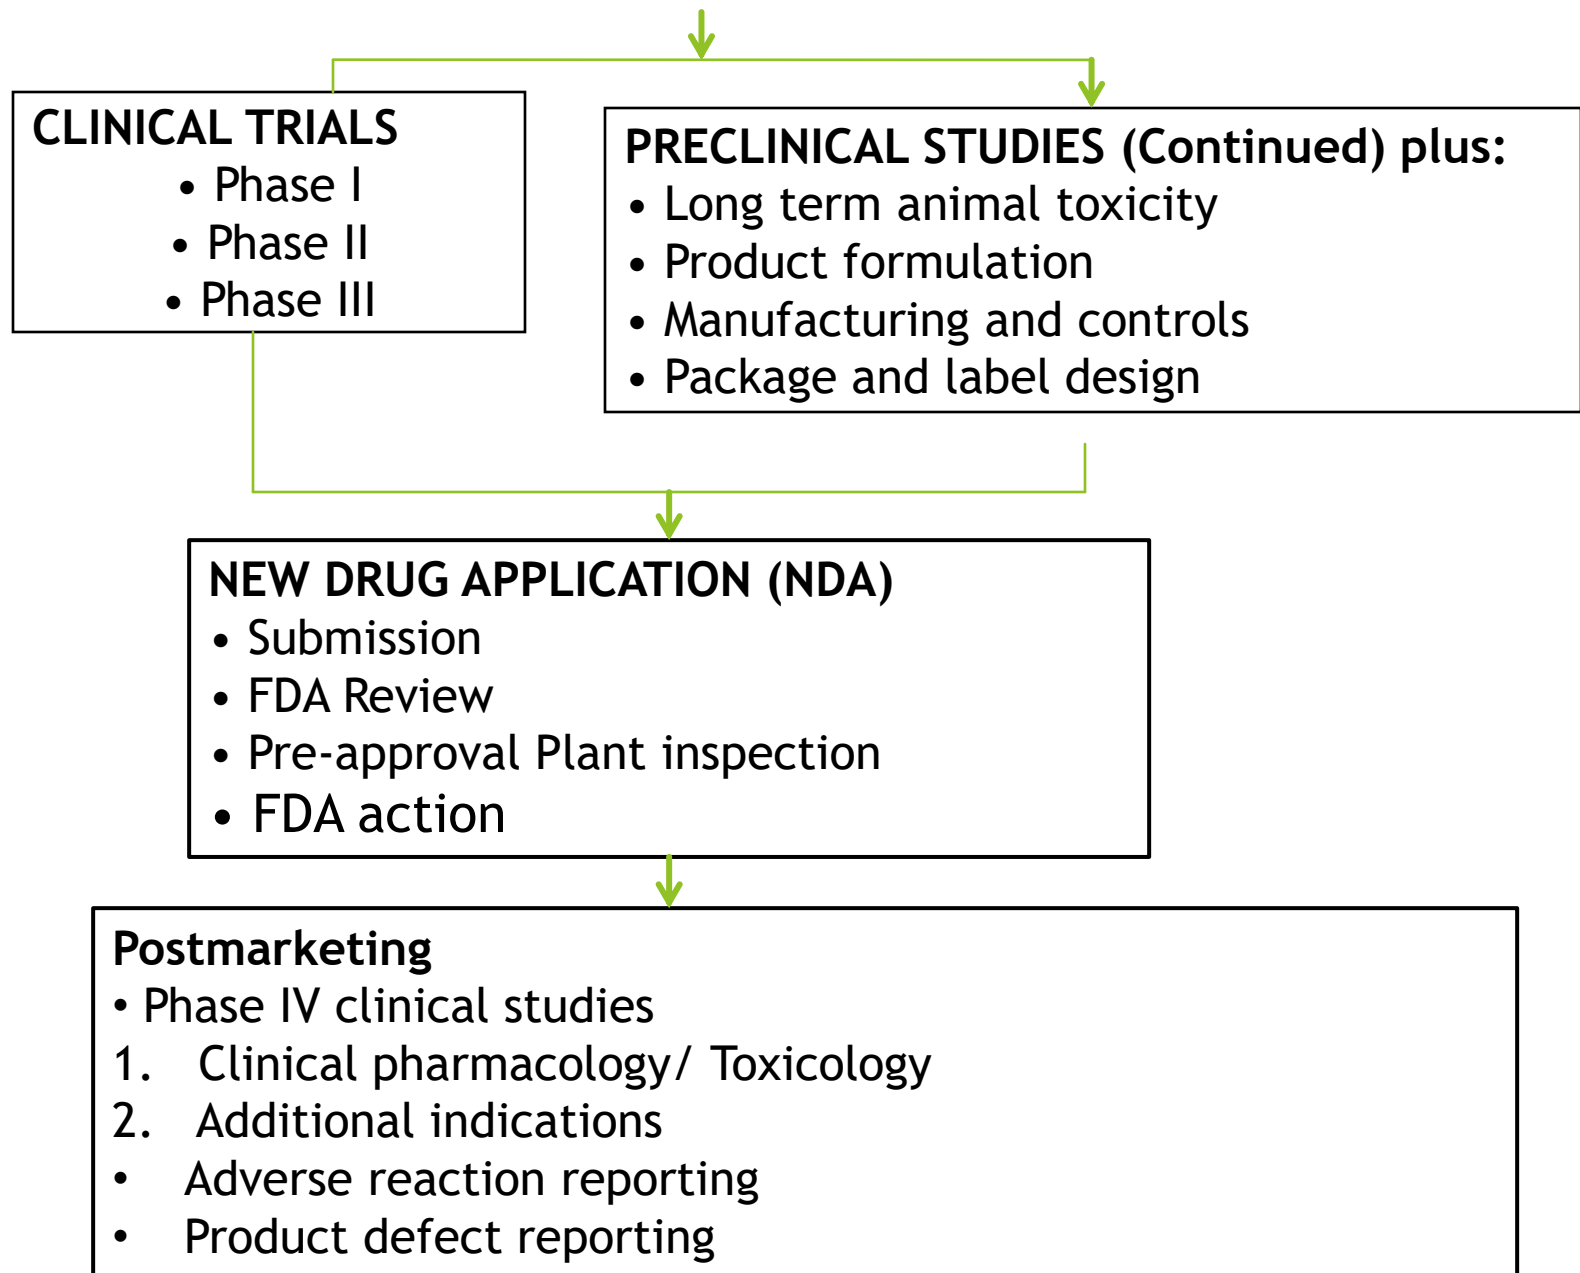 CLINICAL TRIALS
• Phase I
• Phase II
• Phase III
PRECLINICAL STUDIES (Continued) plus:
• Long term animal toxicity
• Product formulation
• Manufacturing and controls
• Package and label design
NEW DRUG APPLICATION (NDA)
• Submission
• FDA Review
• Pre-approval Plant inspection
• FDA action
Postmarketing
• Phase IV clinical studies
1. Clinical pharmacology/ Toxicology
2. Additional indications
• Adverse reaction reporting
• Product defect reporting